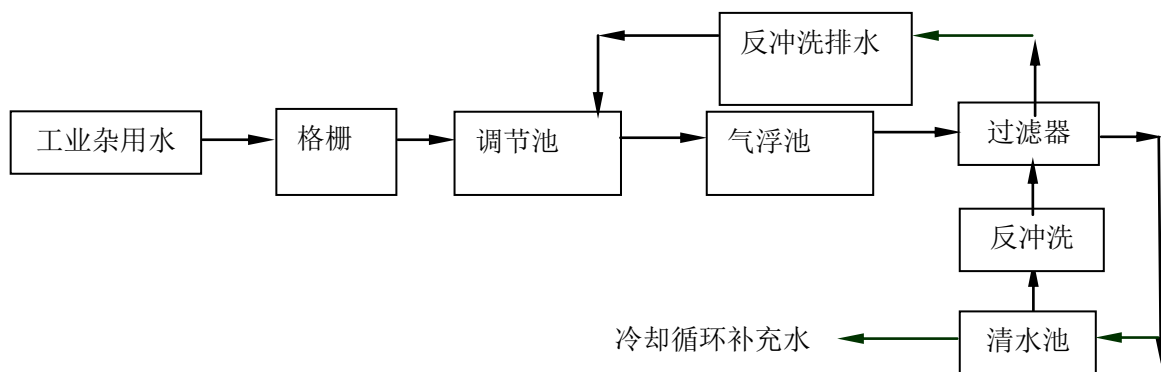 反冲洗排水
工业杂用水
格栅
调节池
气浮池
过滤器
反冲洗
冷却循环补充水
清水池